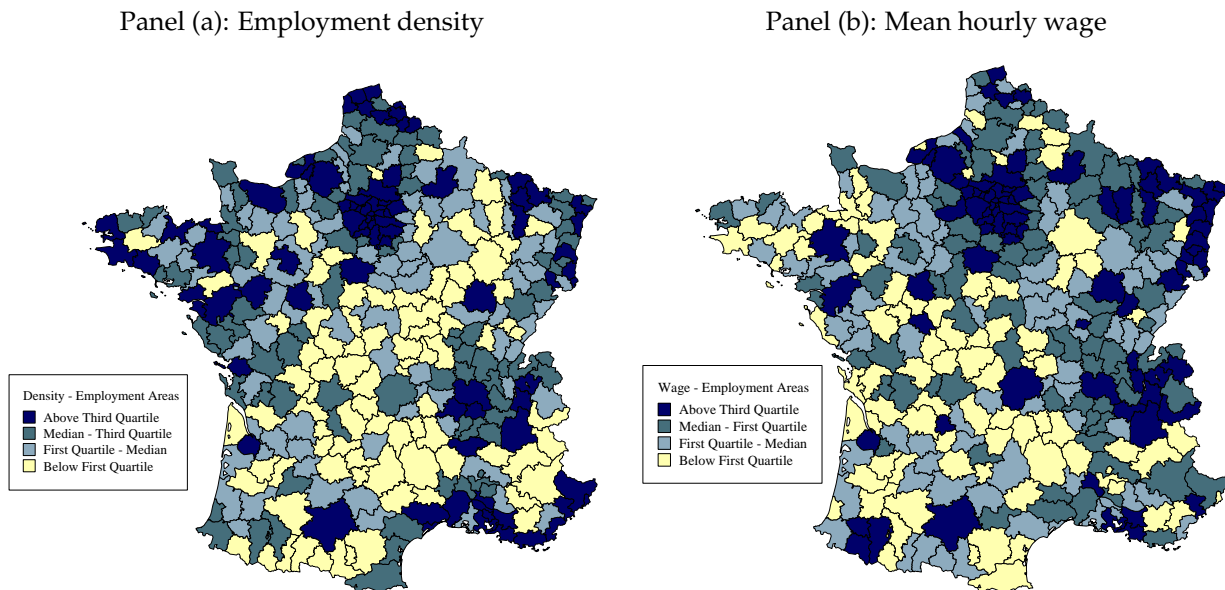 Panel (a): Employment density
Panel (b): Mean hourly wage
Density - Employment Areas
Above Third Quartile
Median - Third Quartile
First Quartile - Median
Below First Quartile
Wage - Employment Areas
Above Third Quartile
Median - First Quartile
First Quartile - Median
Below First Quartile